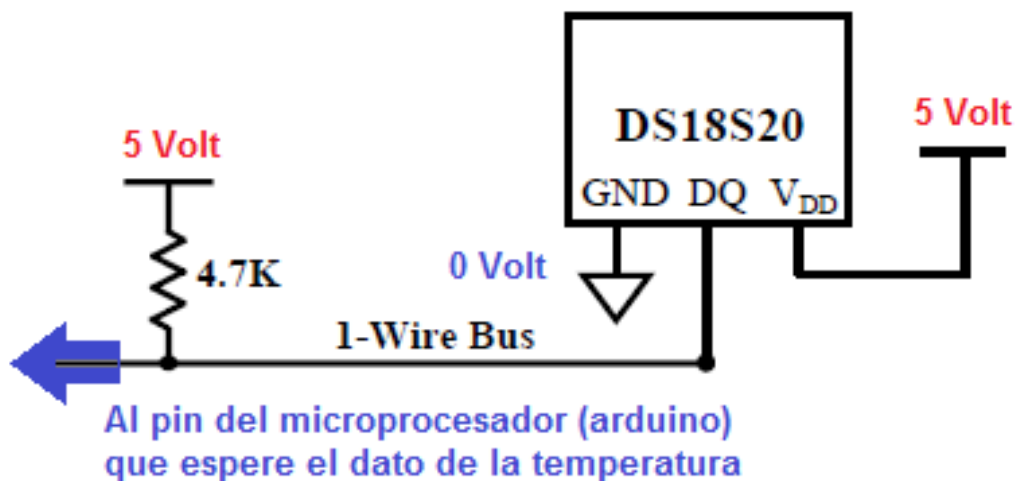 5 Volt
4.7K
DS18S20
GND DQ VDD
5 Volt
0 Volt
1-Wire Bus
Al pin del microprocesador (arduino)
que espere el dato de la temperatura